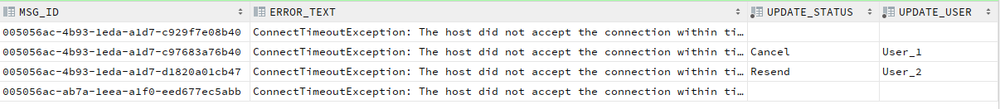 MSG_ID ERROR_TEXT UPDATE_STATUS UPDATE_USER
005056ac-4b93-1eda-a1d7-c929f7e08b40 ConnectTimeoutException: The host did not accept the connection within ti…
005056ac-4b93-1eda-a1d7-c97683a76b40 ConnectTimeoutException: The host did not accept the connection within ti… Cancel User_1
005056ac-4b93-1eda-a1d7-d1820a01cb47 ConnectTimeoutException: The host did not accept the connection within ti… Resend User_2
005056ac-ab7a-1eea-a1f0-eed677ec5abb ConnectTimeoutException: The host did not accept the connection within ti…